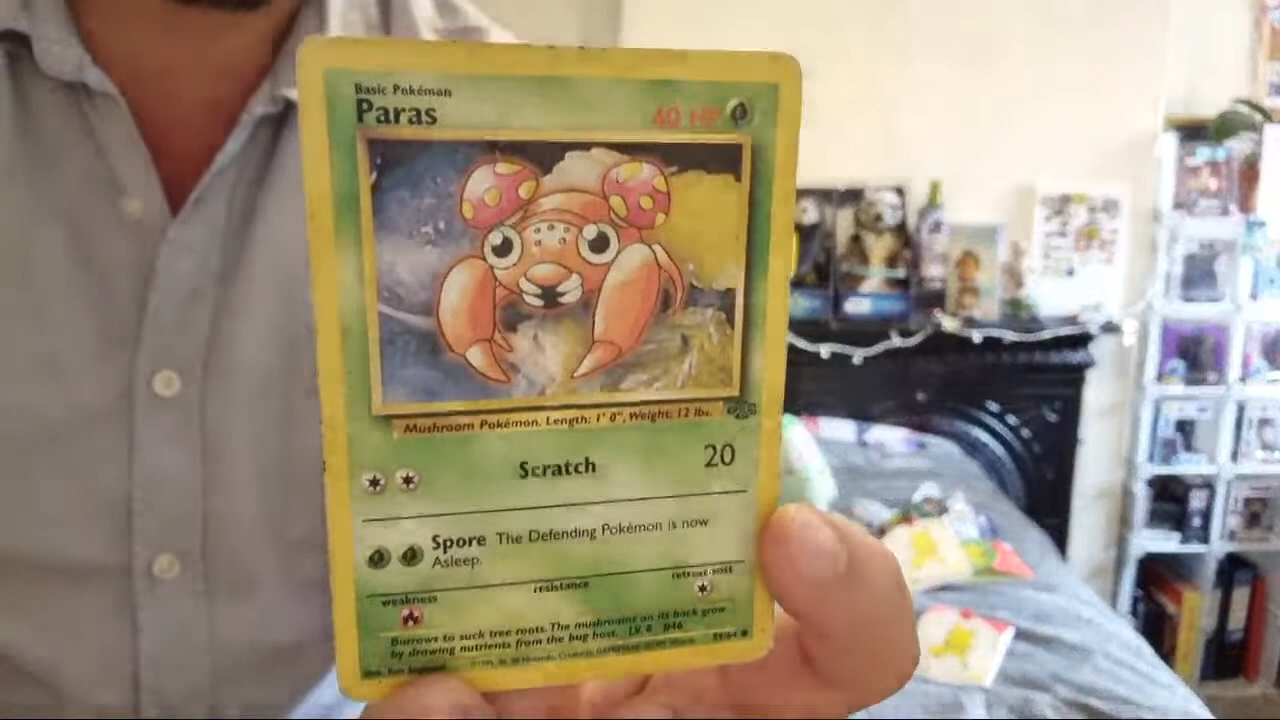 Basic Pokémon
Paras
40 HP
Mushroom Pokémon. Length: 1' 0", Weight: 12 lbs.
Scratch 20
Spore The Defending Pokémon is now
Asleep.
weakness resistance retreat cost
Burrows to suck tree roots. The mushrooms on its back grow
by drawing nutrients from the bug host. LV. 8 #46
59/64